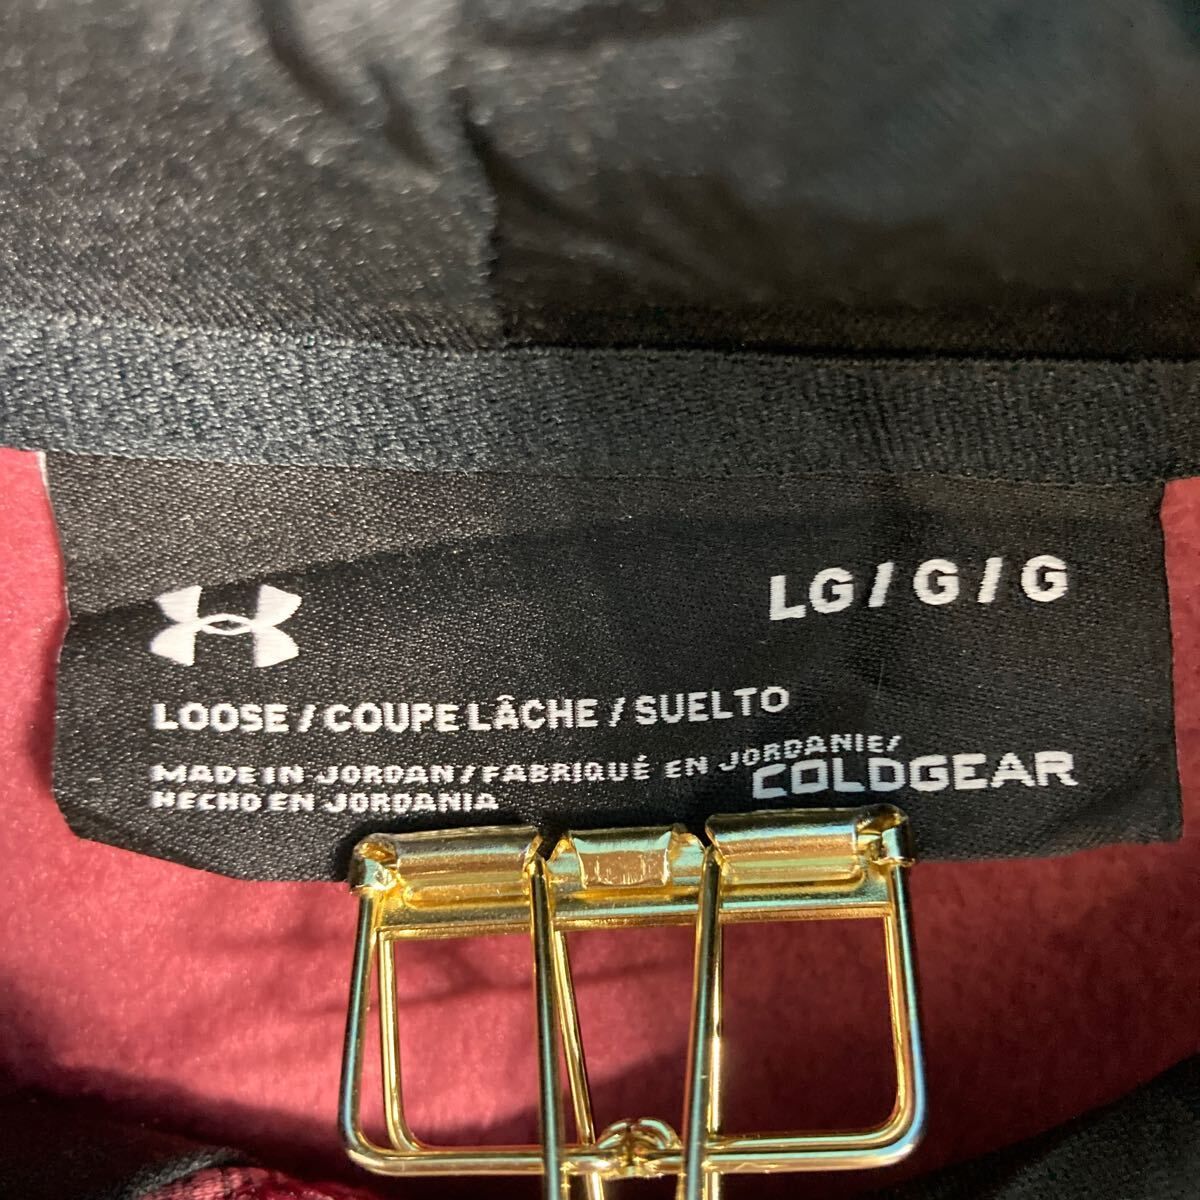 LG / G / G
LOOSE / COUPE LÂCHE / SUELTO
MADE IN JORDAN / FABRIQUÉ EN JORDANIE /
HECHO EN JORDANIA
COLDGEAR